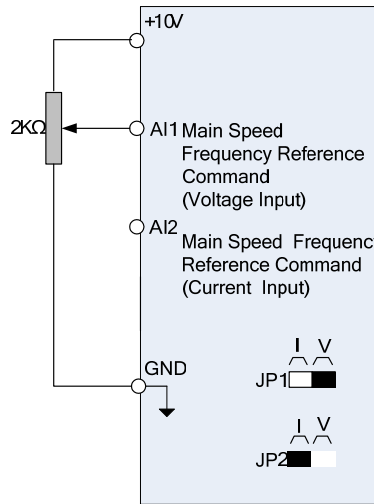 +10V
2KΩ
AI1 Main Speed
Frequency Reference
Command
(Voltage Input)
AI2
Main Speed Frequency
Reference Command
(Current Input)
GND
I V
JP1
I V
JP2